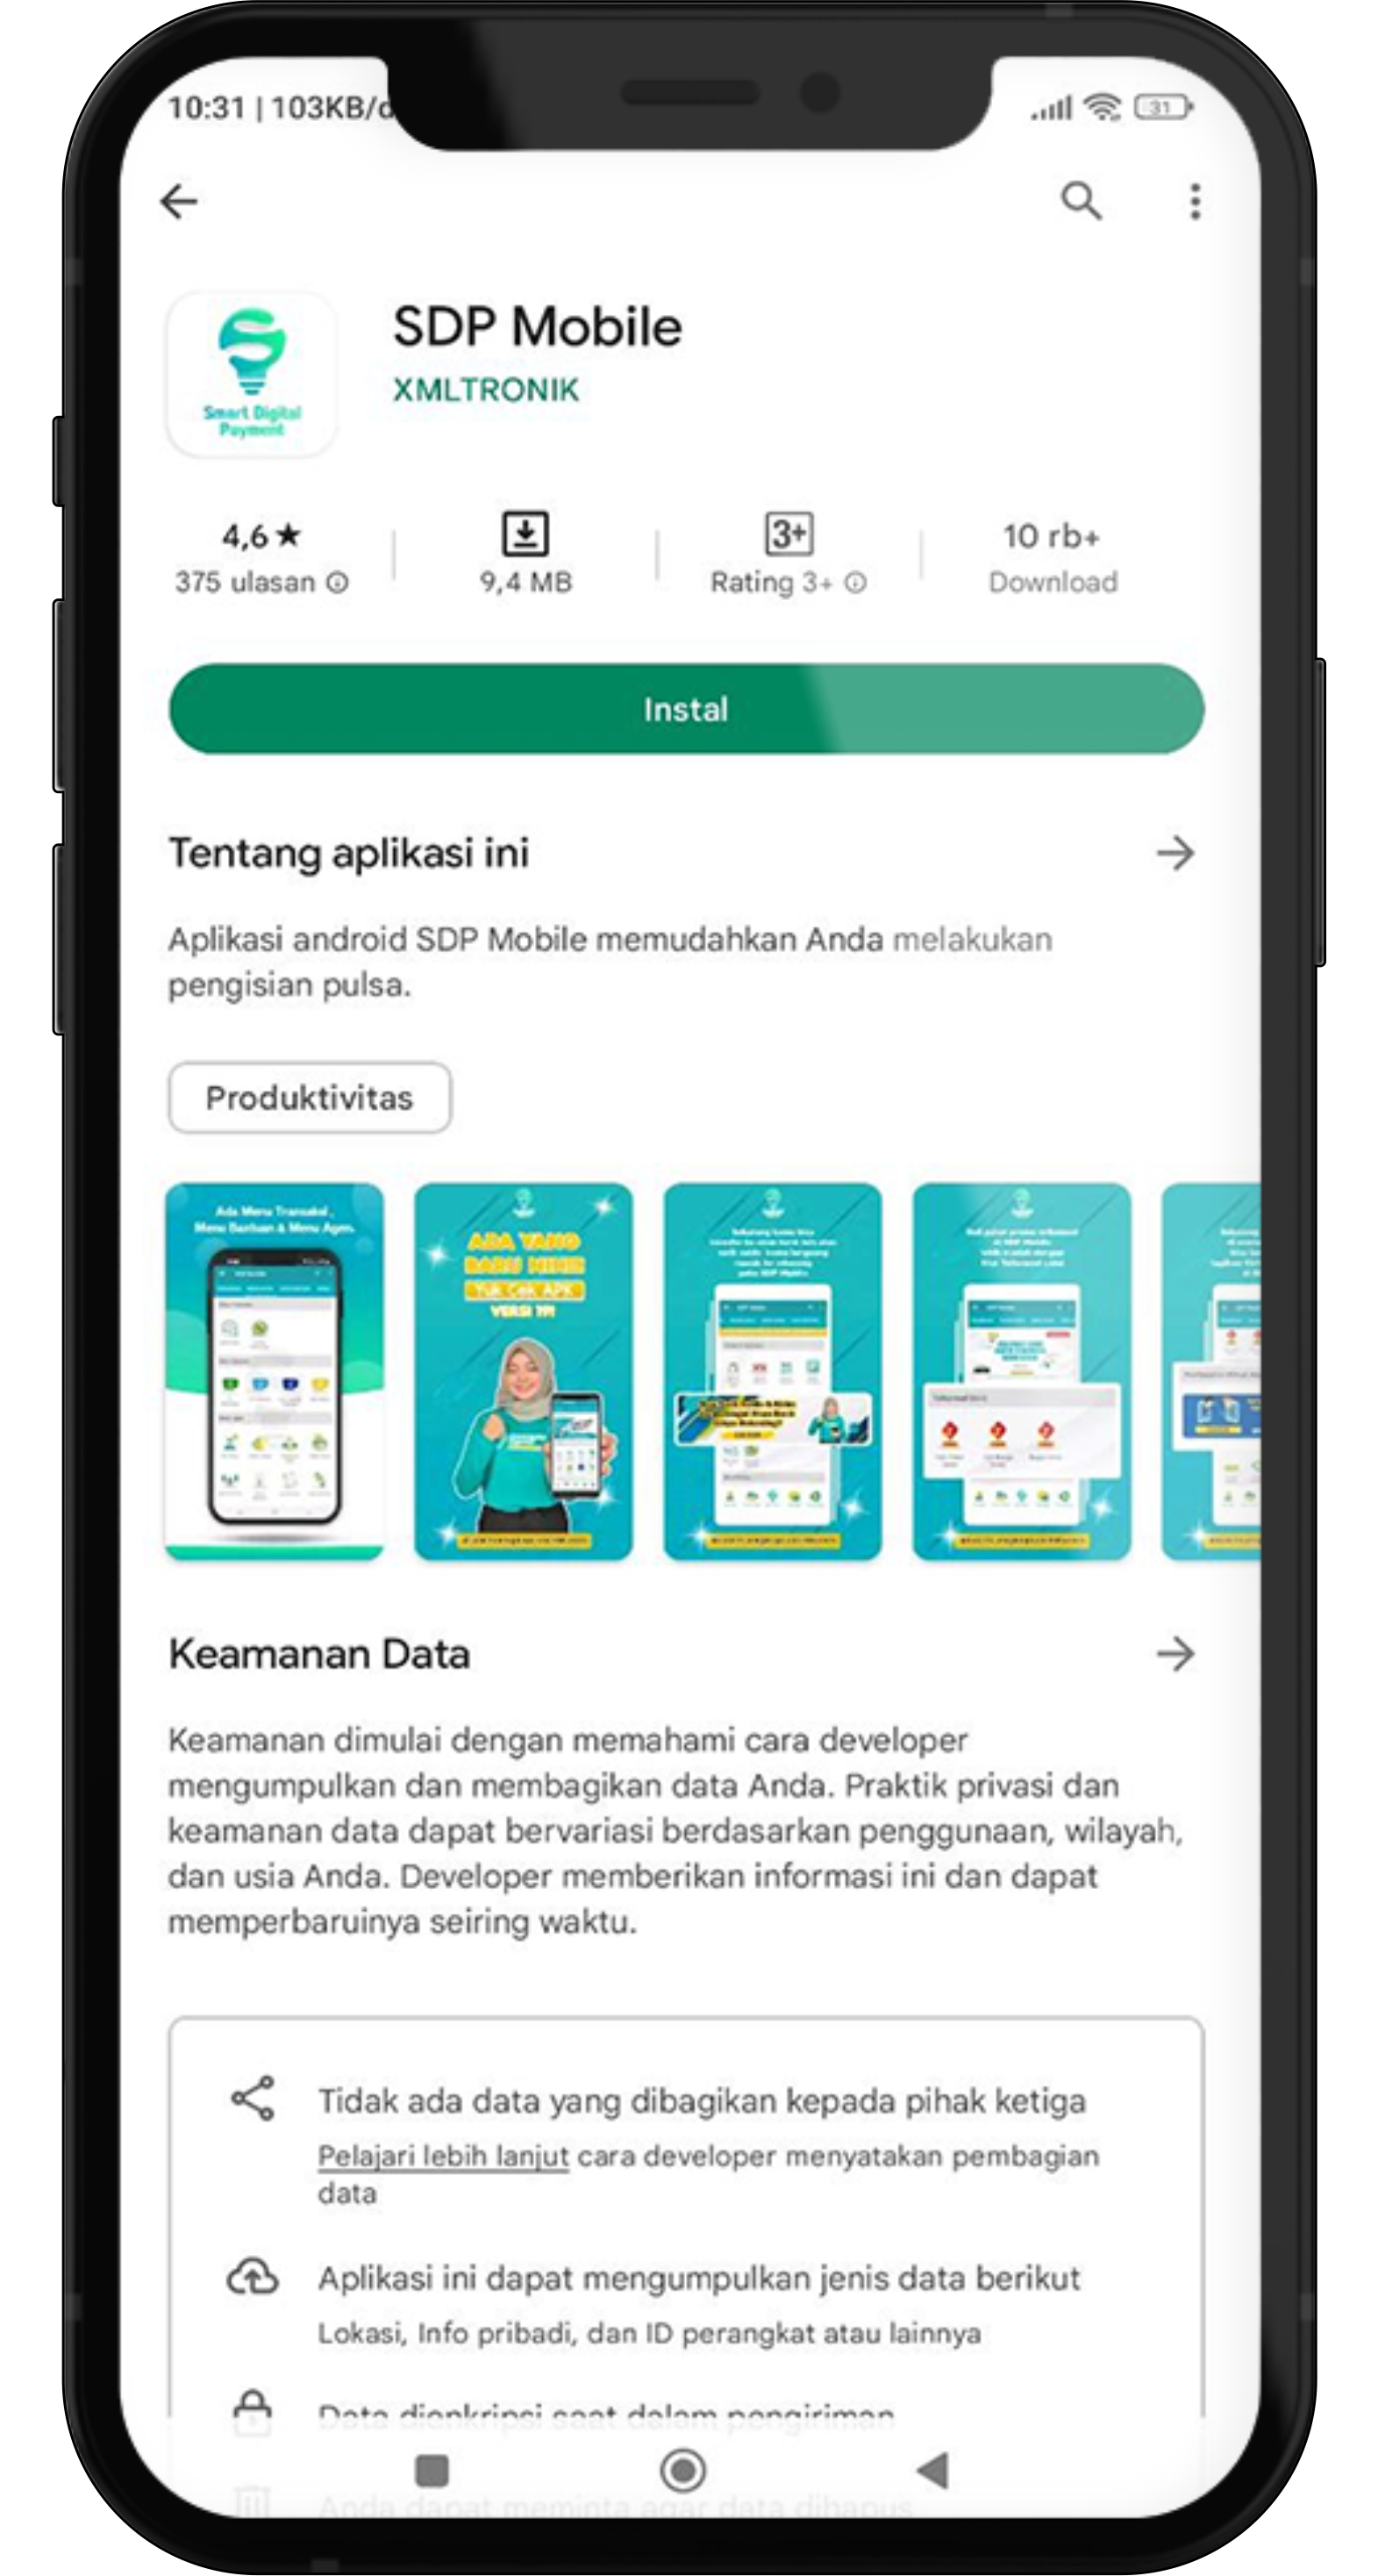 10:31 | 103KB/d
31
SDP Mobile
XMLTRONIK
Smart Digital
Payment
4,6 ★
375 ulasan
9,4 MB
3+
Rating 3+
10 rb+
Download
Instal
Tentang aplikasi ini
Aplikasi android SDP Mobile memudahkan Anda melakukan
pengisian pulsa.
Produktivitas
Ada Menu Transaksi,
Menu Bantuan & Menu Agen.
ADA YANG
BARU NIH!!
Yuk Cek APK
VERSI 19!
Keamanan Data
Keamanan dimulai dengan memahami cara developer
mengumpulkan dan membagikan data Anda. Praktik privasi dan
keamanan data dapat bervariasi berdasarkan penggunaan, wilayah,
dan usia Anda. Developer memberikan informasi ini dan dapat
memperbaruinya seiring waktu.
Tidak ada data yang dibagikan kepada pihak ketiga
Pelajari lebih lanjut cara developer menyatakan pembagian
data
Aplikasi ini dapat mengumpulkan jenis data berikut
Lokasi, Info pribadi, dan ID perangkat atau lainnya
Data dienkripsi saat dalam pengiriman
Anda dapat meminta agar data dihapus